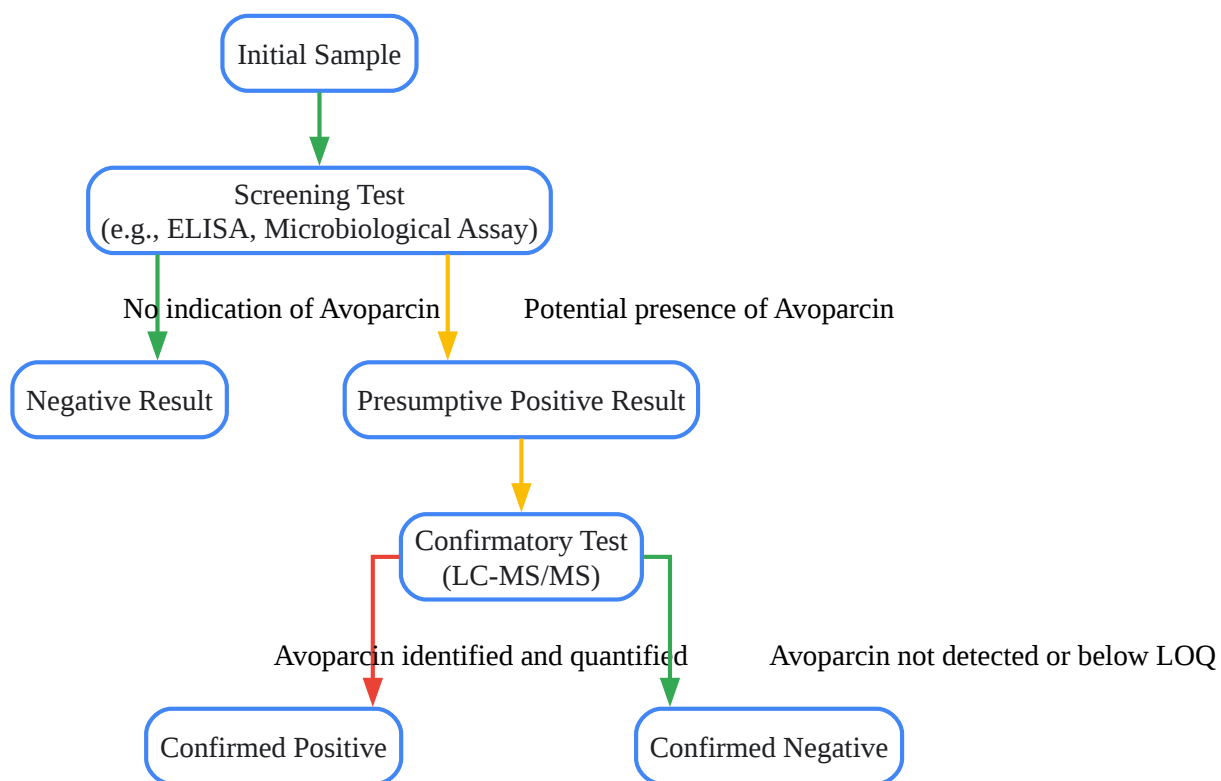 Initial Sample
Screening Test
(e.g., ELISA, Microbiological Assay)
No indication of Avoparcin
Potential presence of Avoparcin
Negative Result
Presumptive Positive Result
Confirmatory Test
(LC-MS/MS)
Avoparcin identified and quantified
Avoparcin not detected or below LOQ
Confirmed Positive
Confirmed Negative